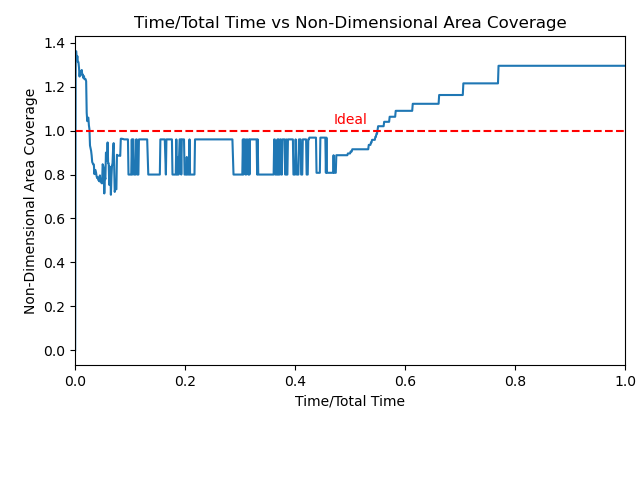 Time/Total Time vs Non-Dimensional Area Coverage
Non-Dimensional Area Coverage
1.4
1.2
1.0
0.8
0.6
0.4
0.2
0.0
Ideal
0.0 0.2 0.4 0.6 0.8 1.0
Time/Total Time